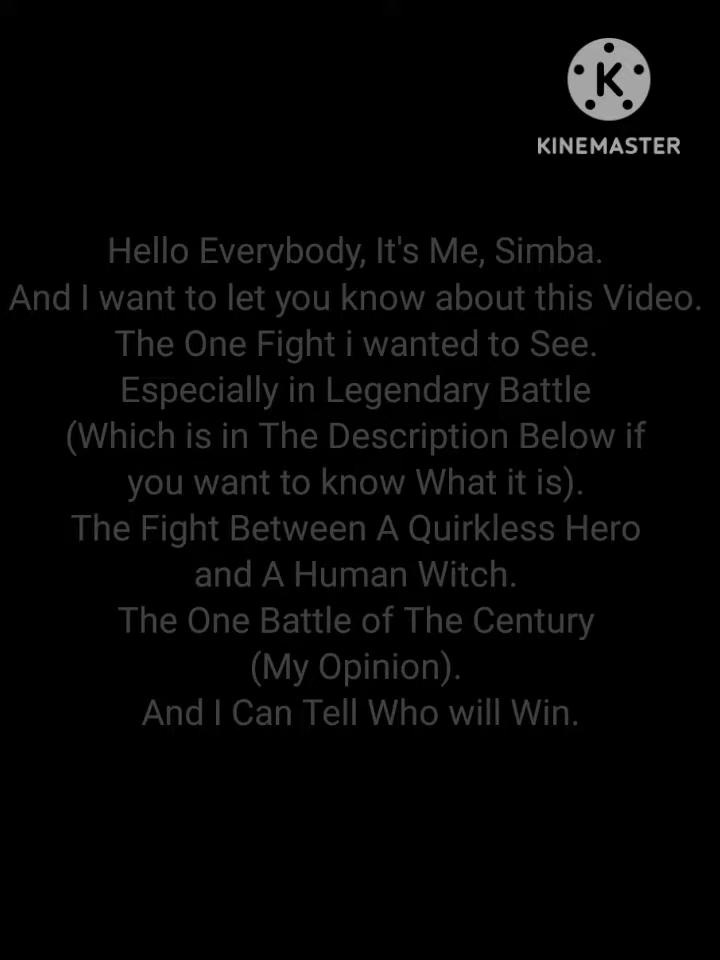 K
KINEMASTER
Hello Everybody, It's Me, Simba.
And I want to let you know about this Video.
The One Fight i wanted to See.
Especially in Legendary Battle
(Which is in The Description Below if
you want to know What it is).
The Fight Between A Quirkless Hero
and A Human Witch.
The One Battle of The Century
(My Opinion).
And I Can Tell Who will Win.